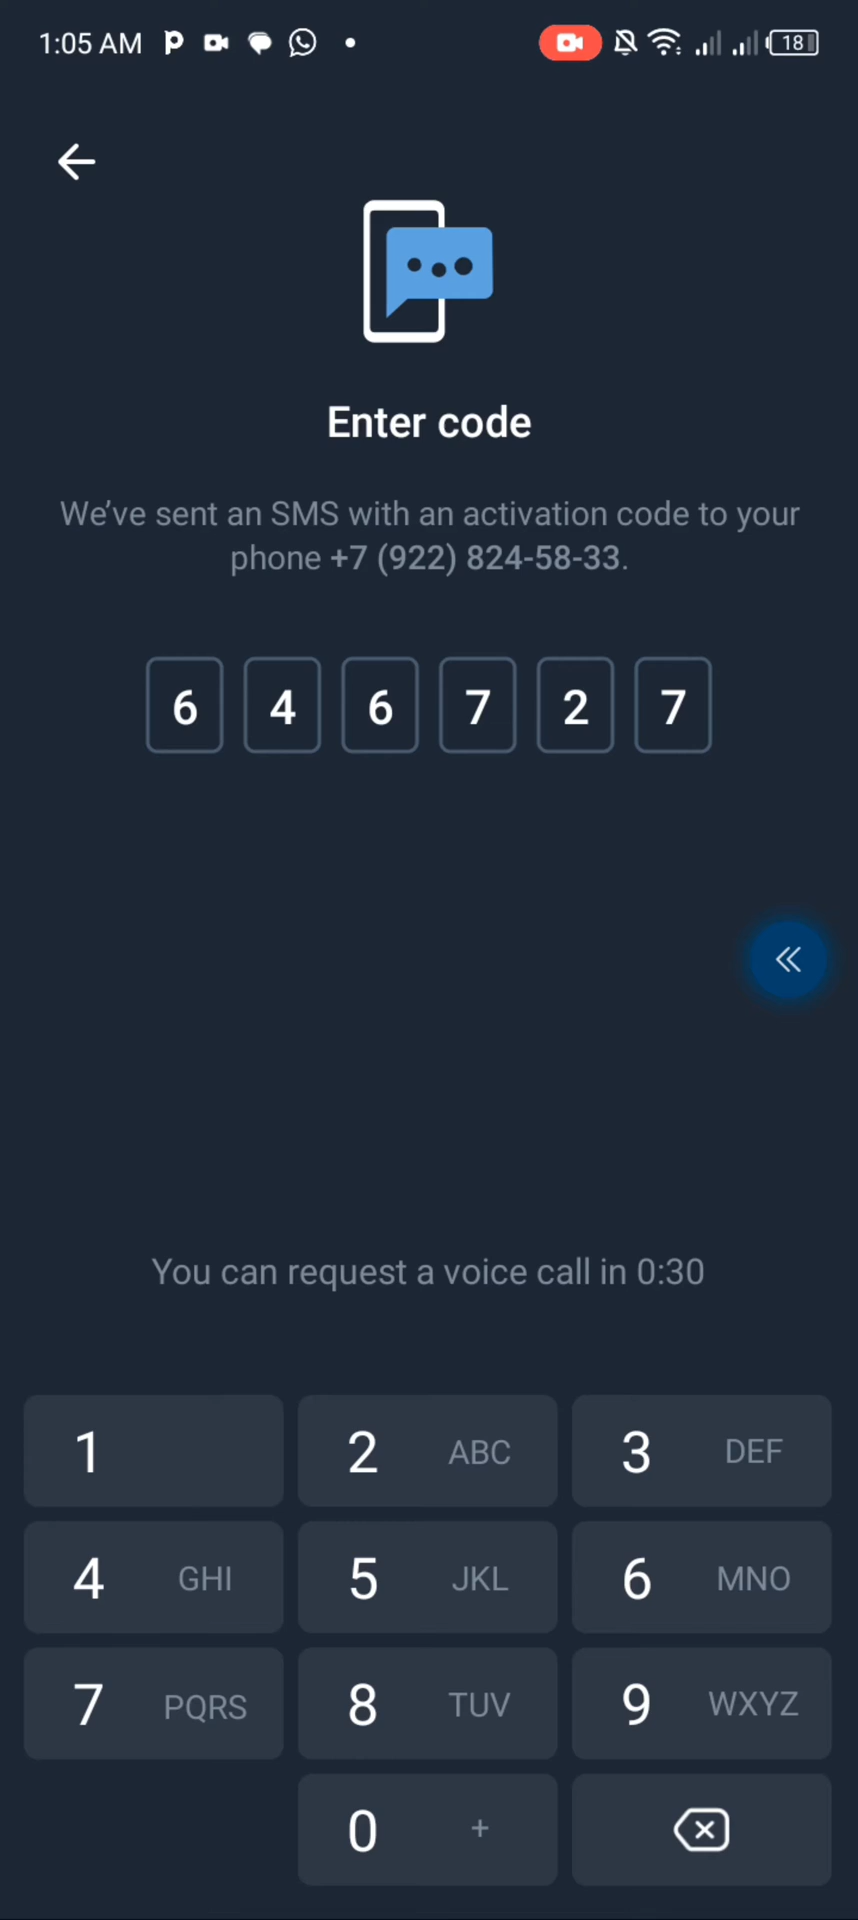 1:05 AM
18
Enter code
We've sent an SMS with an activation code to your
phone +7 (922) 824-58-33.
6 4 6 7 2 7
You can request a voice call in 0:30
1 2 ABC 3 DEF
4 GHI 5 JKL 6 MNO
7 PQRS 8 TUV 9 WXYZ
0 +